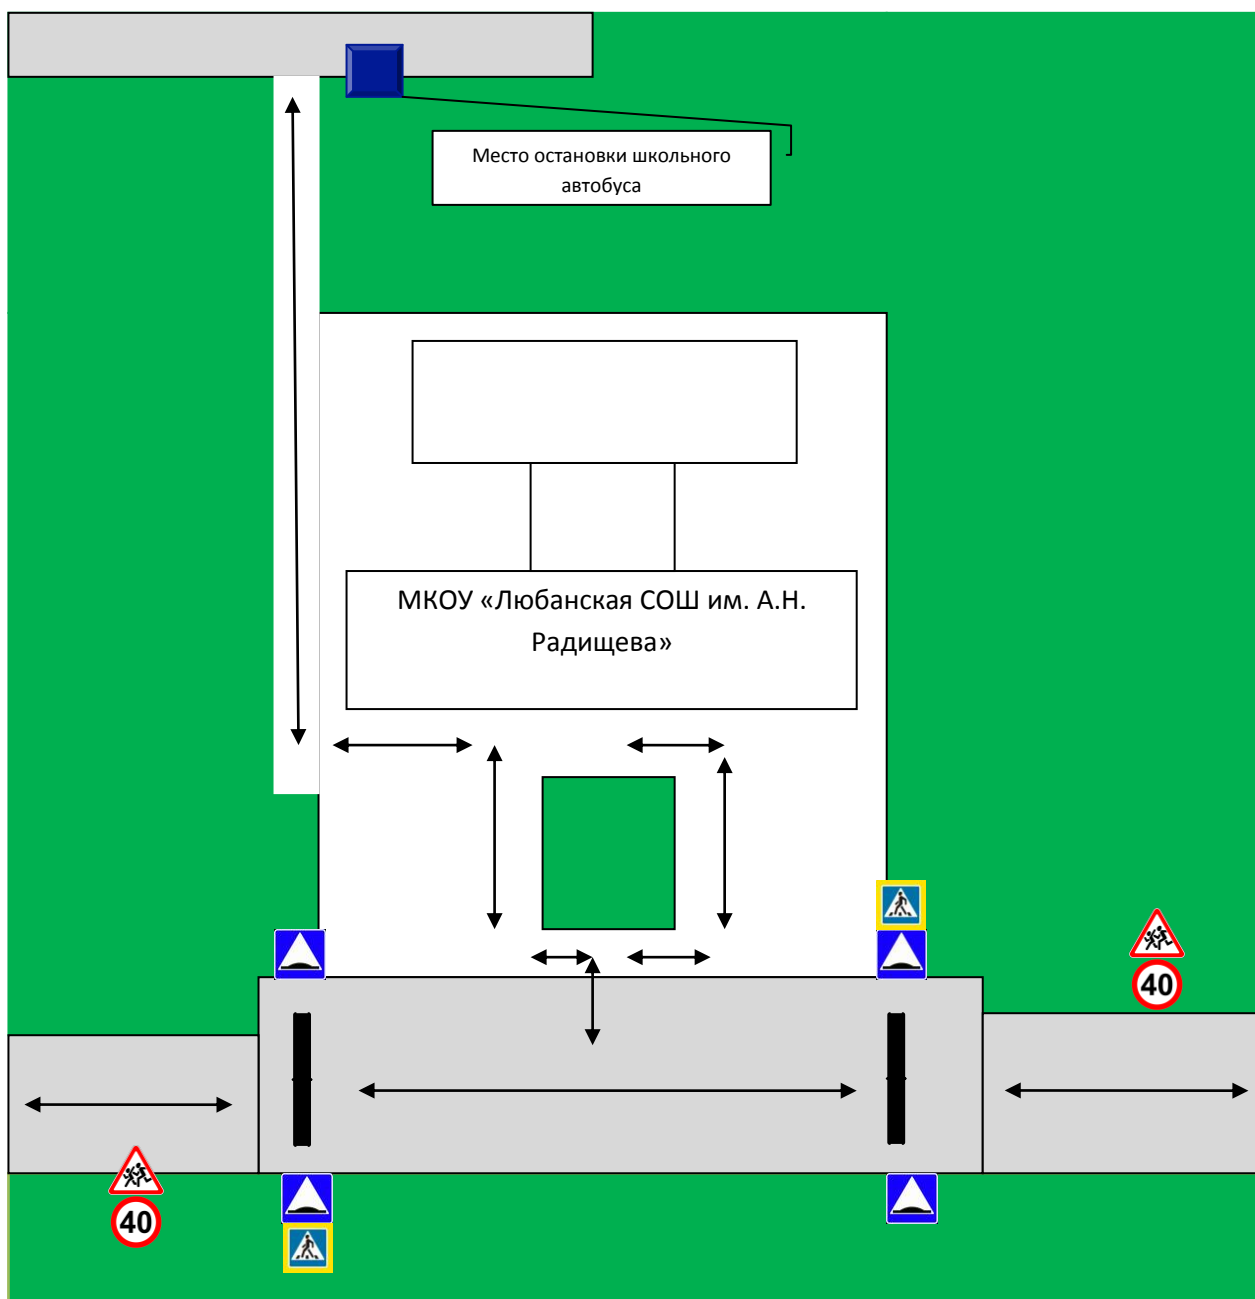 Место остановки школьного
автобуса
МКОУ «Любанская СОШ им. А.Н.
Радищева»
40
40